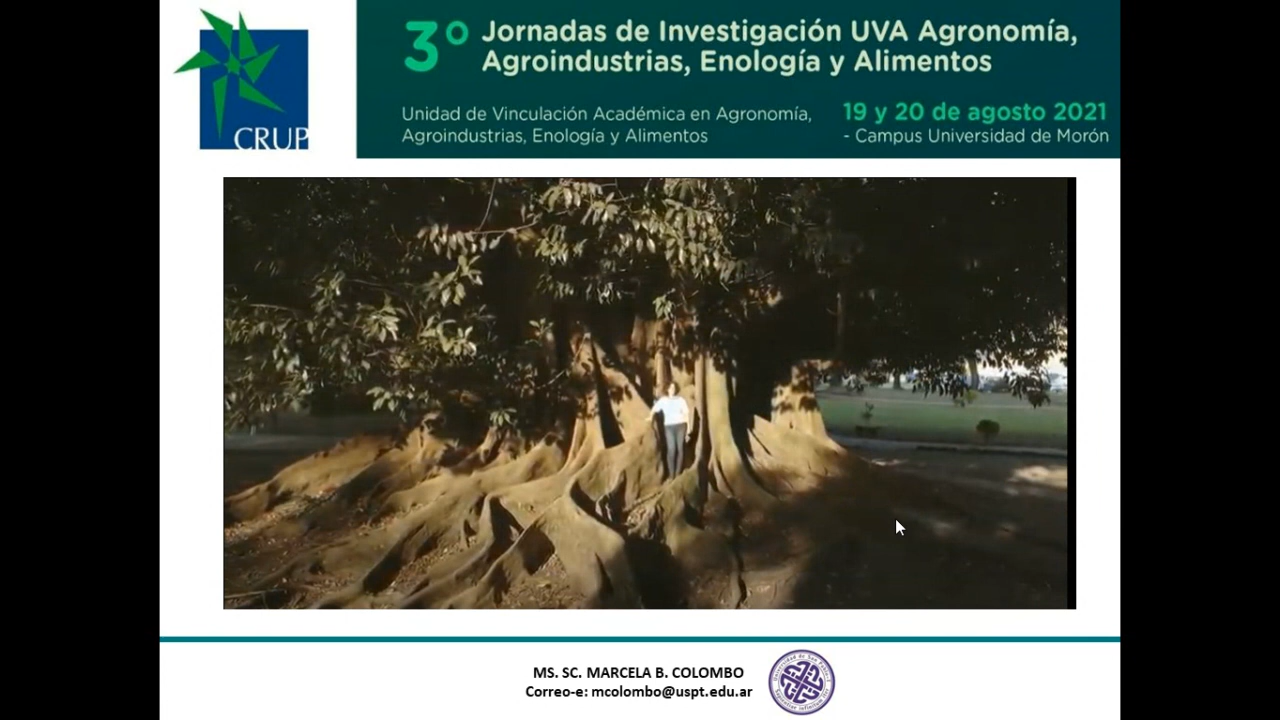 CRUP
3° Jornadas de Investigación UVA Agronomía,
Agroindustrias, Enología y Alimentos
Unidad de Vinculación Académica en Agronomía,
Agroindustrias, Enología y Alimentos
19 y 20 de agosto 2021
- Campus Universidad de Morón
MS. SC. MARCELA B. COLOMBO
Correo-e: mcolombo@uspt.edu.ar